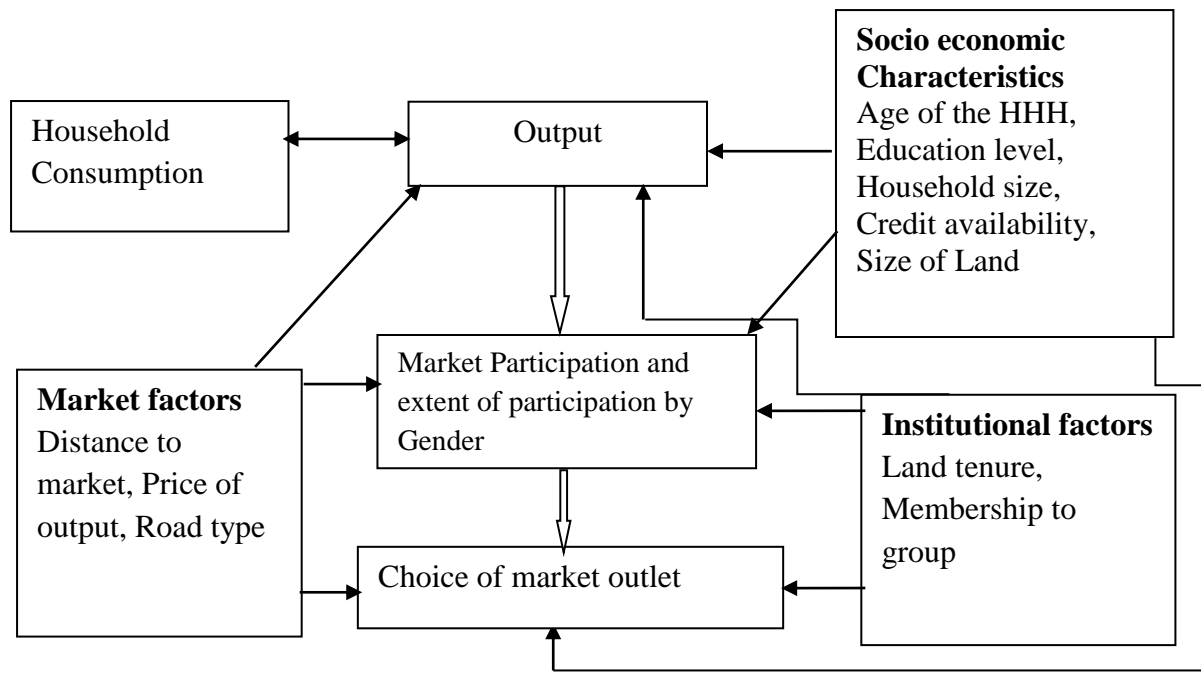 Household
Consumption
Output
Socio economic
Characteristics
Age of the HHH,
Education level,
Household size,
Credit availability,
Size of Land
Market factors
Distance to
market, Price of
output, Road type
Market Participation and
extent of participation by
Gender
Institutional factors
Land tenure,
Membership to
group
Choice of market outlet